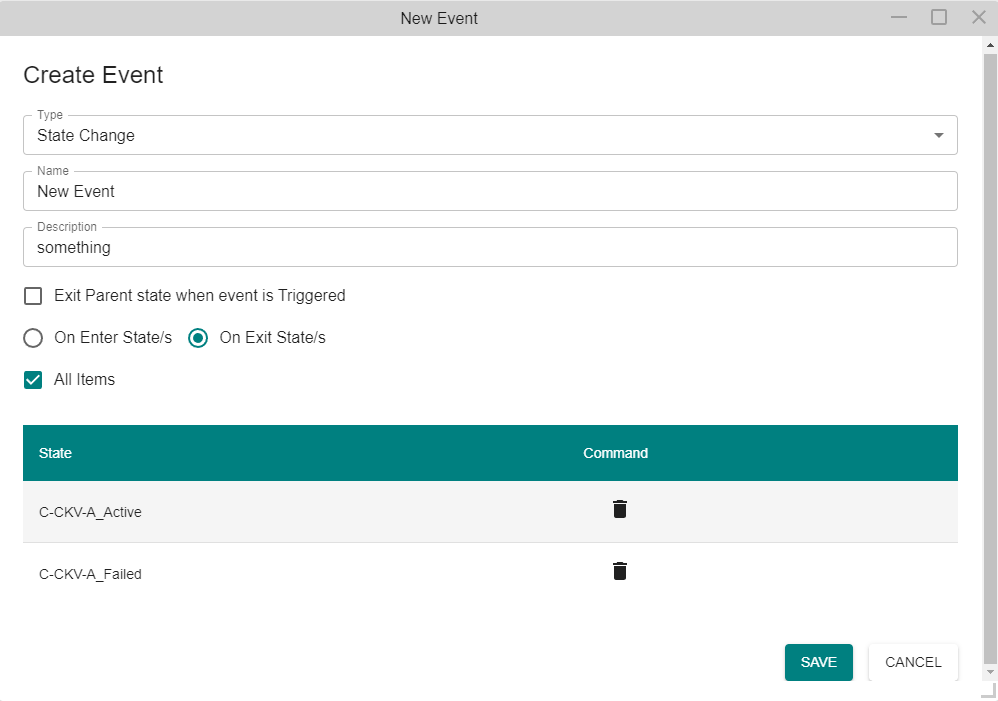 New Event
Create Event
Type
State Change
Name
New Event
Description
something
Exit Parent state when event is Triggered
On Enter State/s On Exit State/s
All Items
State Command
C-CKV-A_Active
C-CKV-A_Failed
SAVE CANCEL